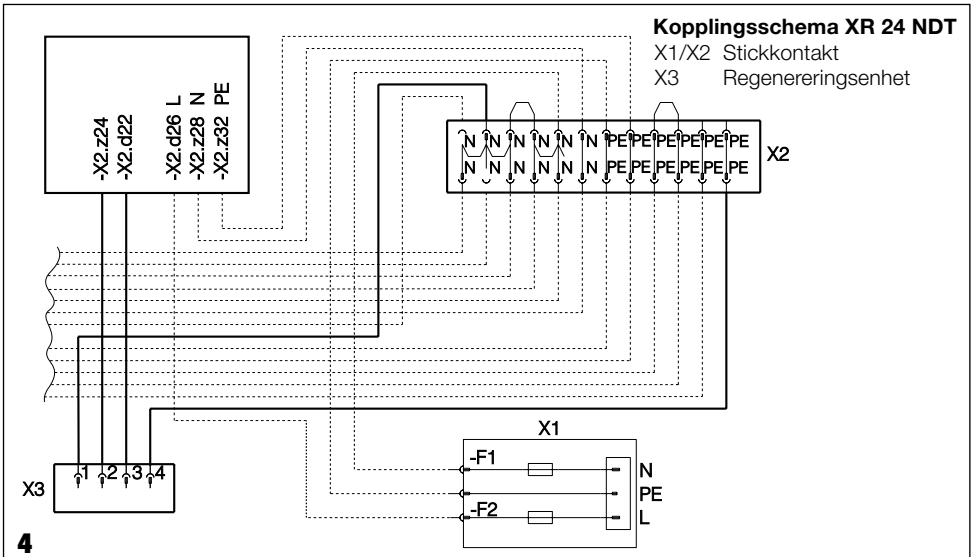 Kopplingsschema XR 24 NDT
X1/X2 Stickkontakt
X3 Regenereringsenhet
-X2.z24
-X2.d22
-X2.d26 L
-X2.z28 N
-X2.z32 PE
N N N N N N PE PE PE PE PE PE
N N N N N N PE PE PE PE PE PE
X2
X1
-F1
N
PE
-F2
L
X3
1 2 3 4
4